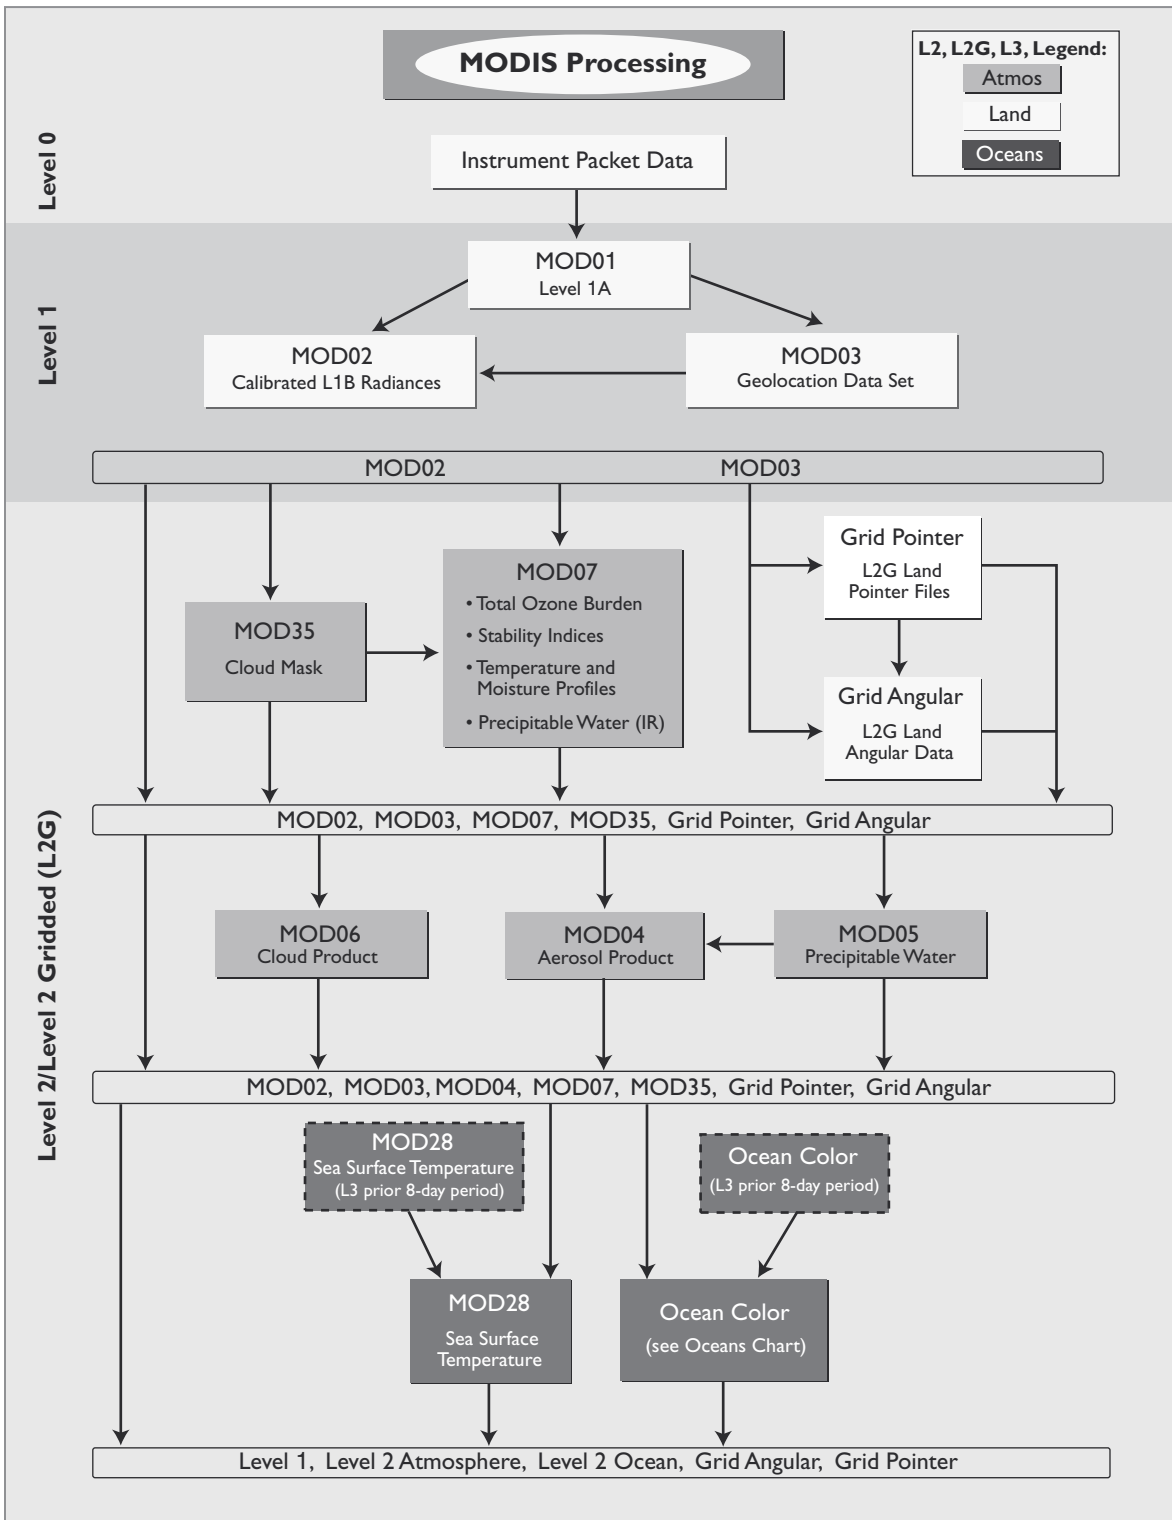 MODIS Processing
L2, L2G, L3, Legend:
Atmos
Land
Oceans
Level 0
Instrument Packet Data
Level 1
MOD01
Level 1A
MOD02
Calibrated L1B Radiances
MOD03
Geolocation Data Set
MOD02 MOD03
Level 2/Level 2 Gridded (L2G)
MOD35
Cloud Mask
MOD07
• Total Ozone Burden
• Stability Indices
• Temperature and
Moisture Profiles
• Precipitable Water (IR)
Grid Pointer
L2G Land
Pointer Files
Grid Angular
L2G Land
Angular Data
MOD02, MOD03, MOD07, MOD35, Grid Pointer, Grid Angular
MOD06
Cloud Product
MOD04
Aerosol Product
MOD05
Precipitable Water
MOD02, MOD03, MOD04, MOD07, MOD35, Grid Pointer, Grid Angular
MOD28
Sea Surface Temperature
(L3 prior 8-day period)
Ocean Color
(L3 prior 8-day period)
MOD28
Sea Surface
Temperature
Ocean Color
(see Oceans Chart)
Level 1, Level 2 Atmosphere, Level 2 Ocean, Grid Angular, Grid Pointer